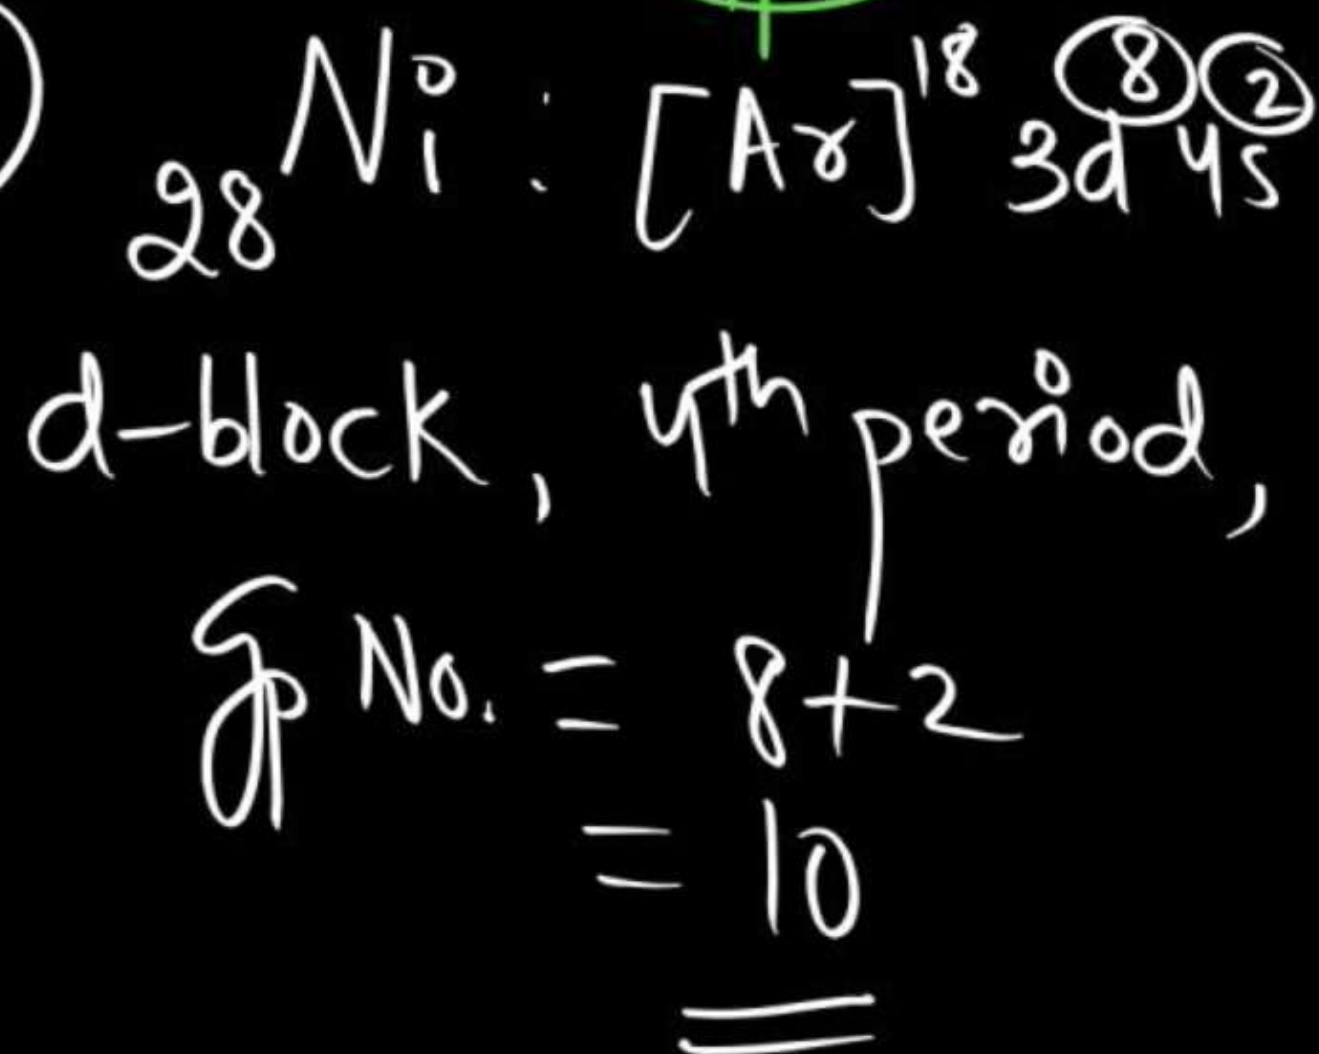 ₂₈Ni : [Ar]¹⁸ 3d⁸ 4s²
d-block, 4th period,
Gp No. = 8+2
= 10